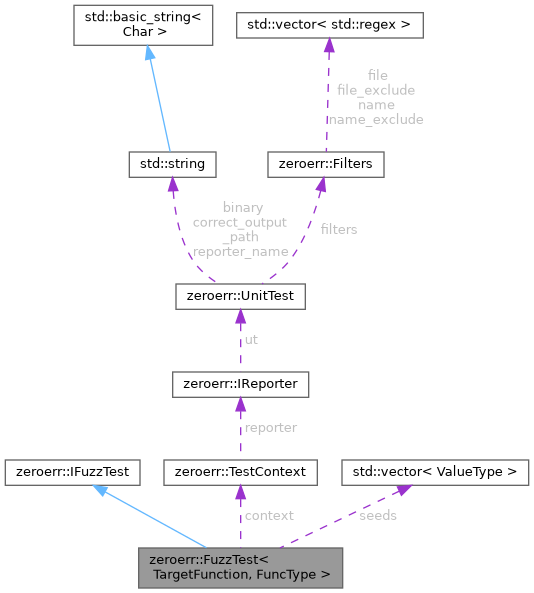 std::basic_string<
Char >
std::vector< std::regex >
file
file_exclude
name
name_exclude
std::string
zeroerr::Filters
binary
correct_output
_path
reporter_name
filters
zeroerr::UnitTest
ut
zeroerr::IReporter
reporter
zeroerr::IFuzzTest
zeroerr::TestContext
std::vector< ValueType >
context
seeds
zeroerr::FuzzTest<
TargetFunction, FuncType >